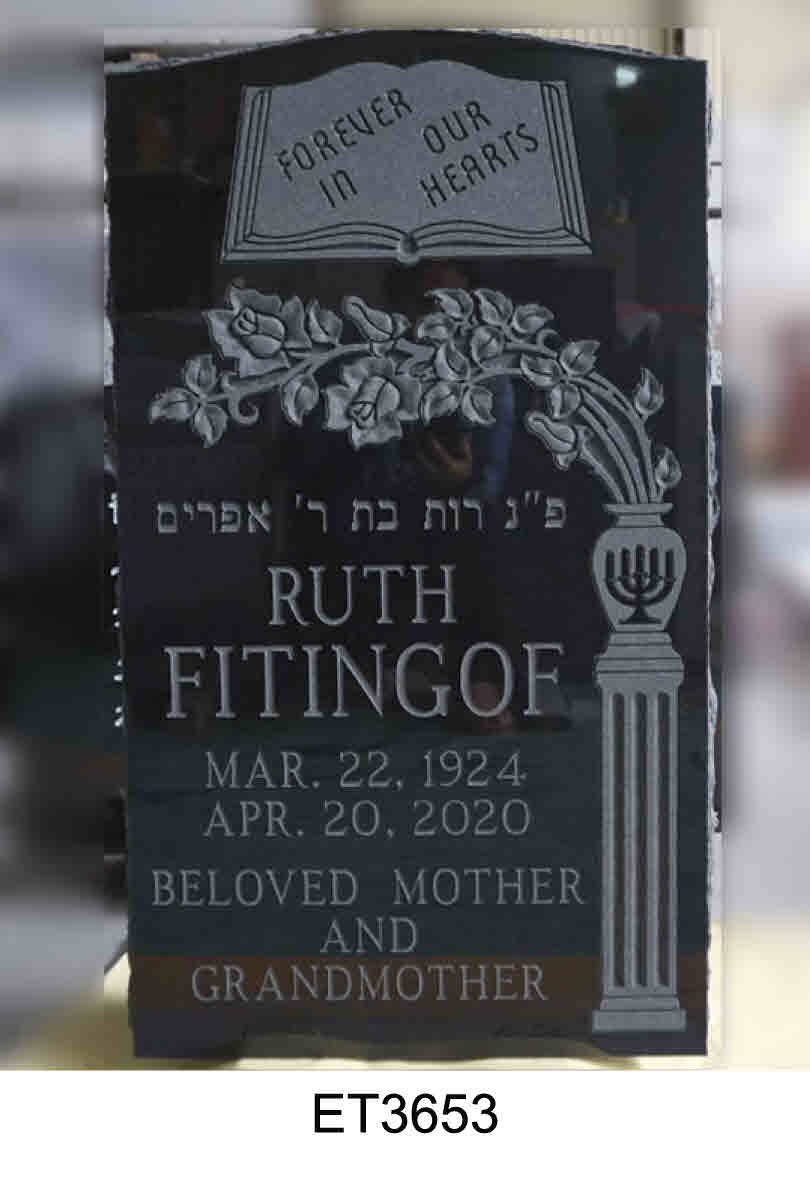 FOREVER
IN
OUR
HEARTS
פ"נ רות בת ר' אפרים
RUTH
FITINGOF
MAR. 22, 1924
APR. 20, 2020
BELOVED MOTHER
AND
GRANDMOTHER
ET3653